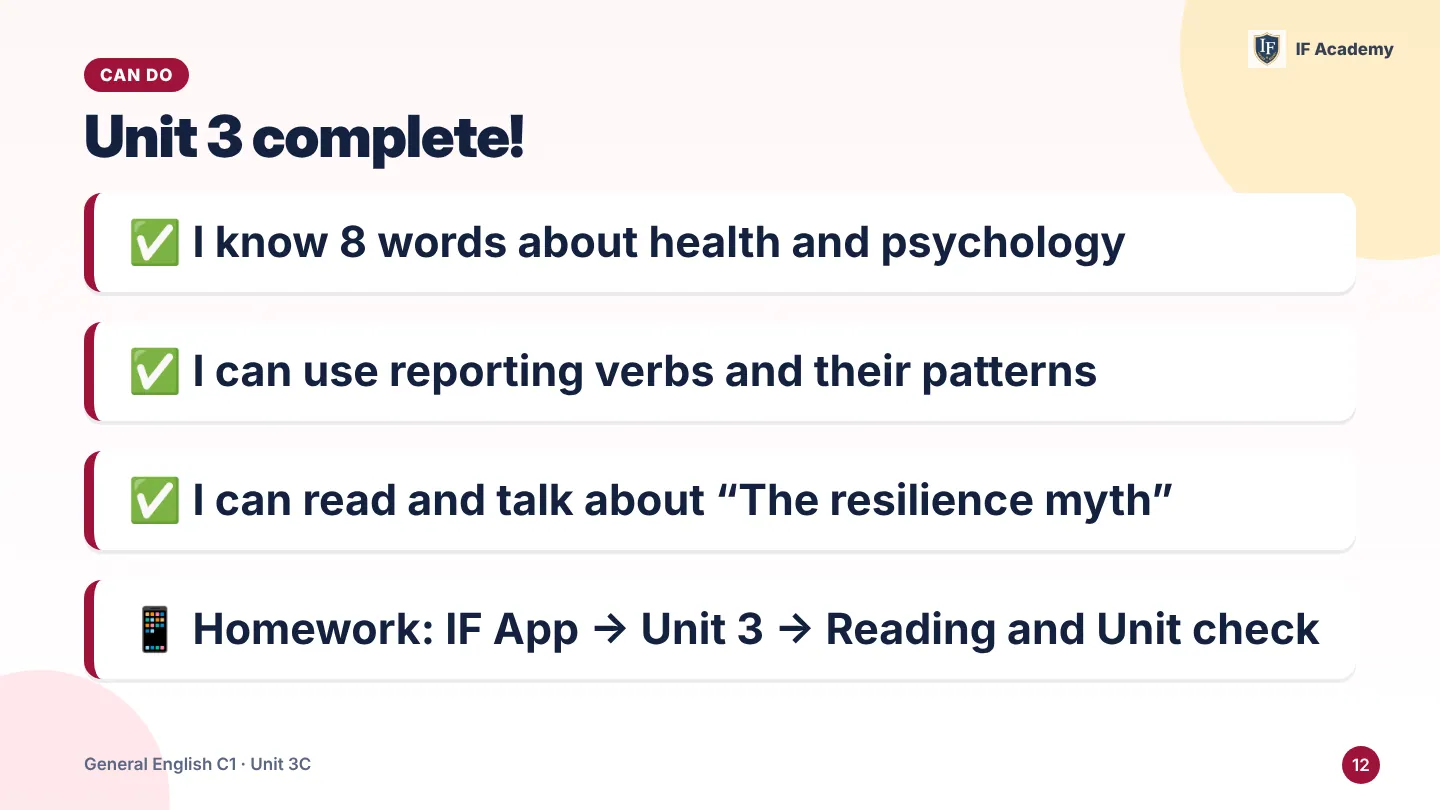 IF Academy
CAN DO
Unit 3 complete!
✅ I know 8 words about health and psychology
✅ I can use reporting verbs and their patterns
✅ I can read and talk about “The resilience myth”
📱 Homework: IF App → Unit 3 → Reading and Unit check
General English C1 · Unit 3C
12